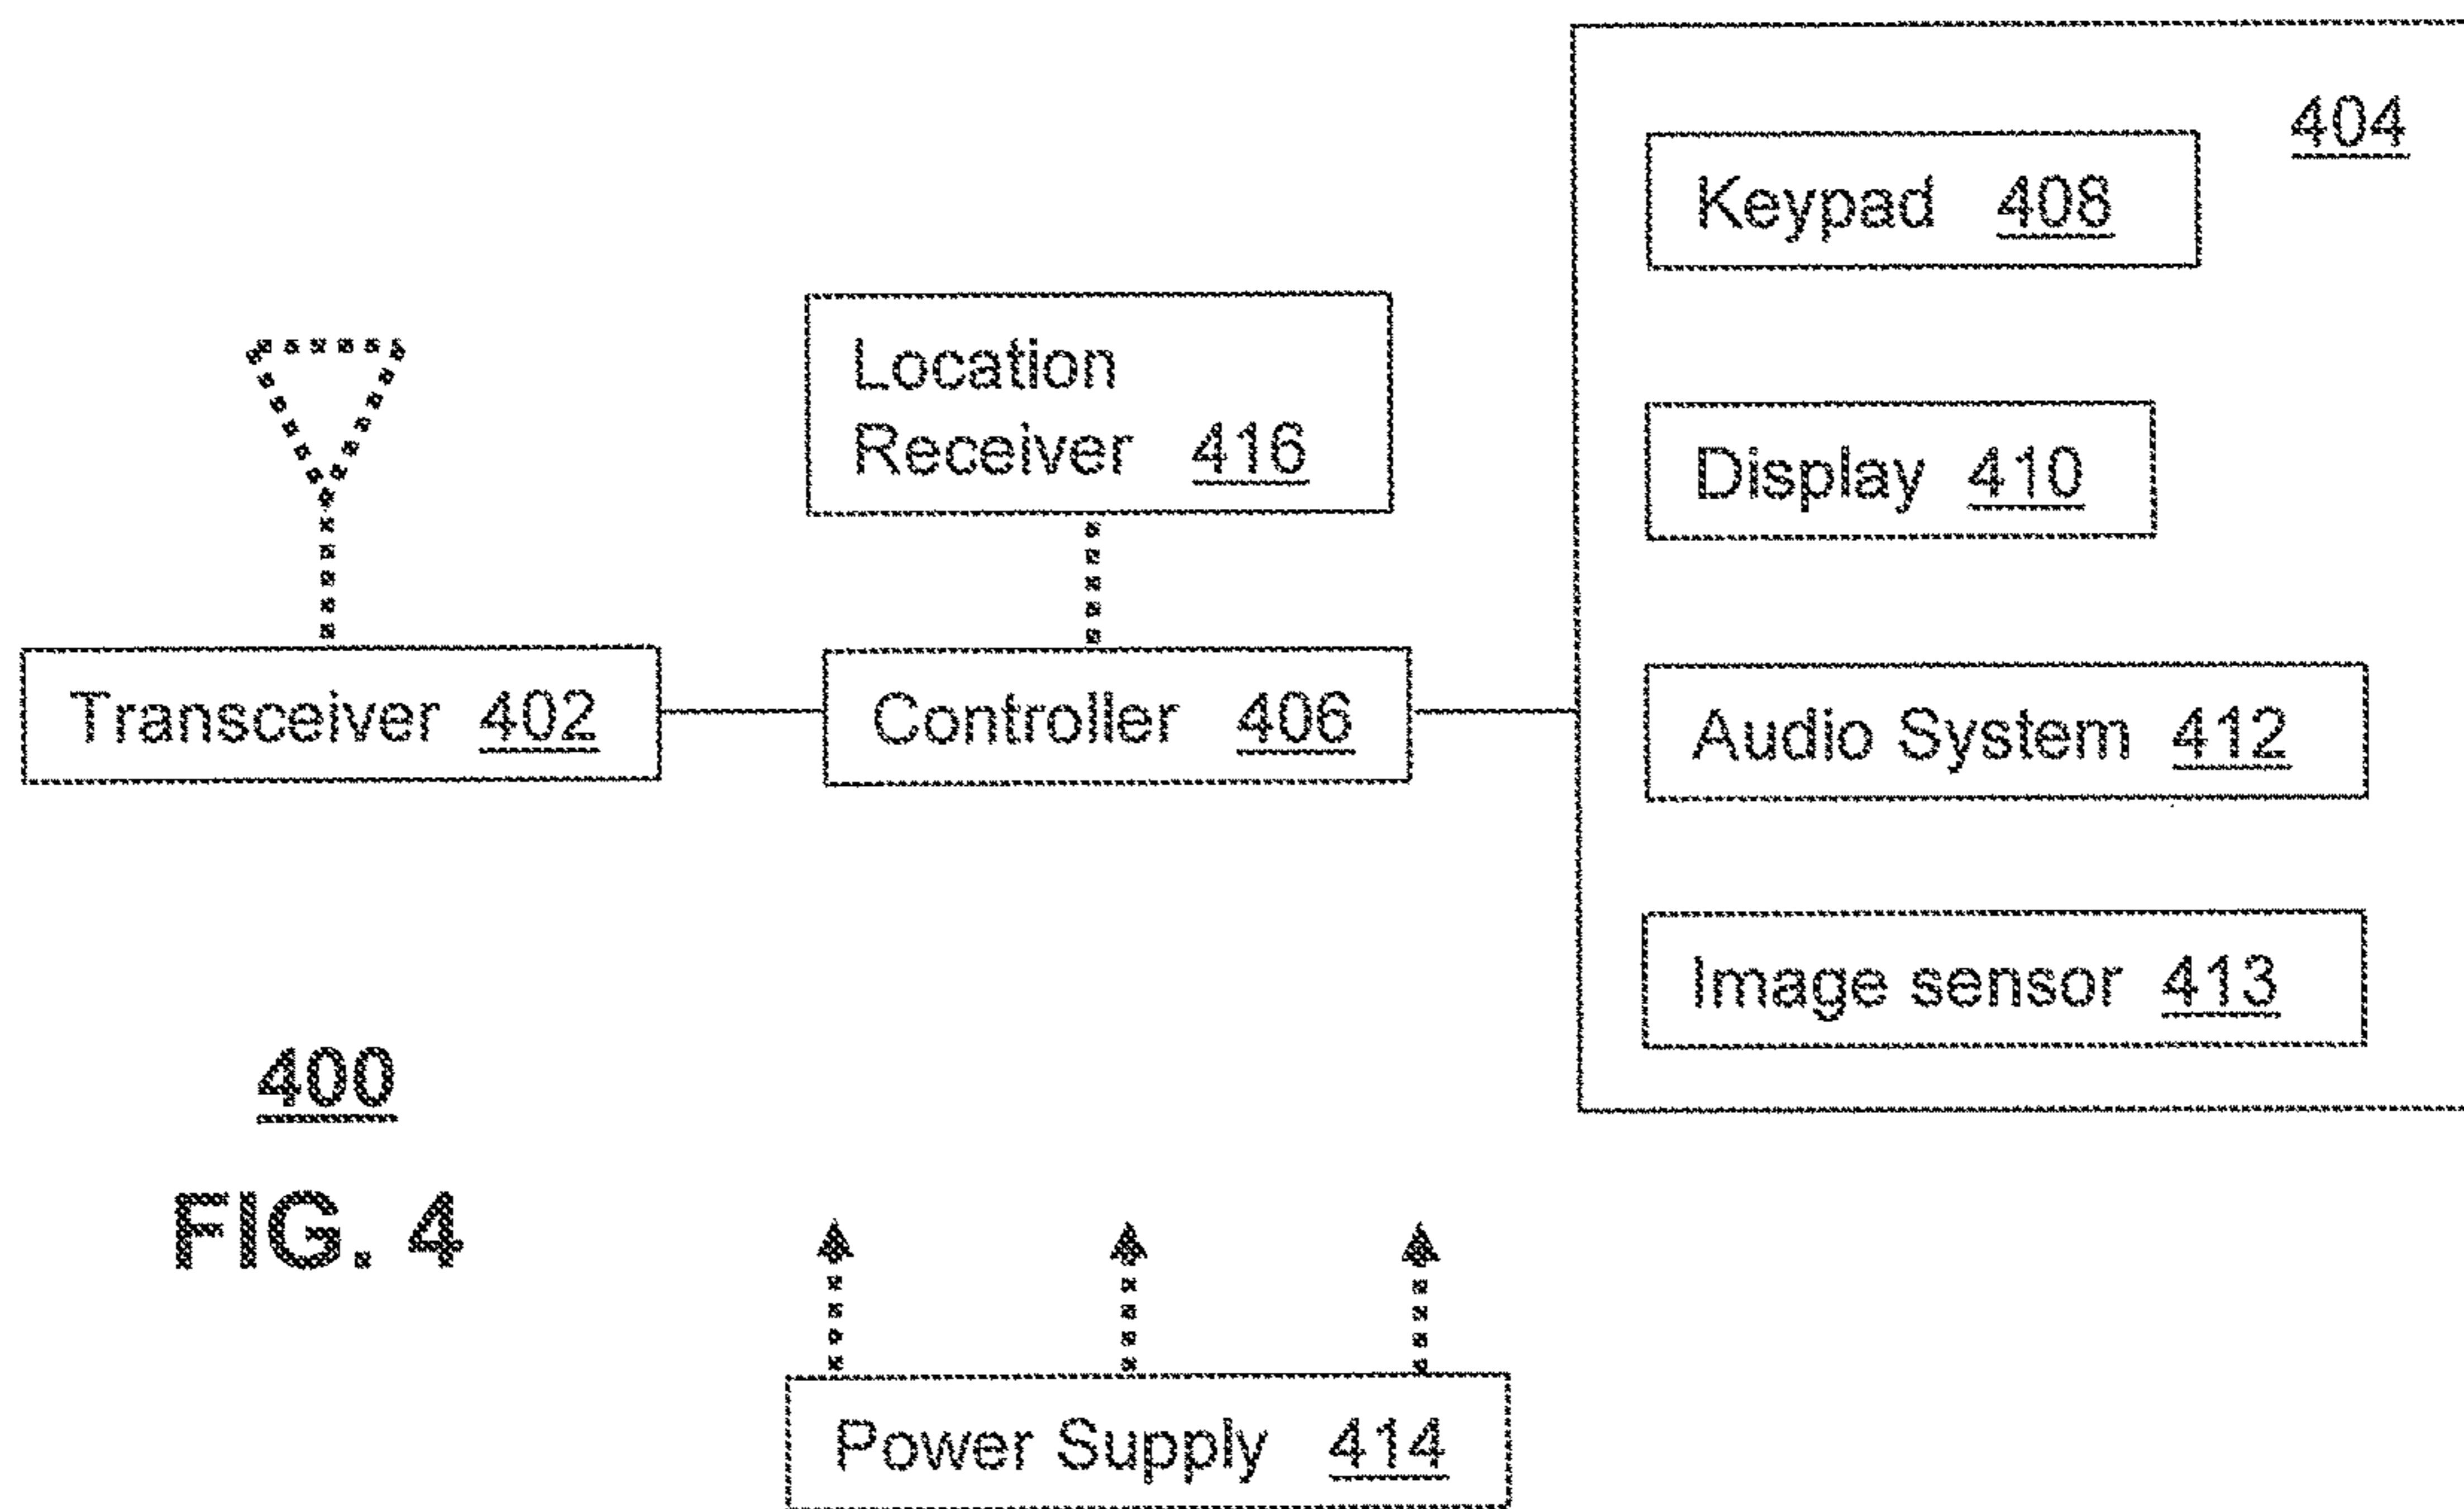 404
Keypad 408
Location
Receiver 416
Display 410
Transceiver 402
Controller 406
Audio System 412
Image sensor 413
400
FIG. 4
Power Supply 414